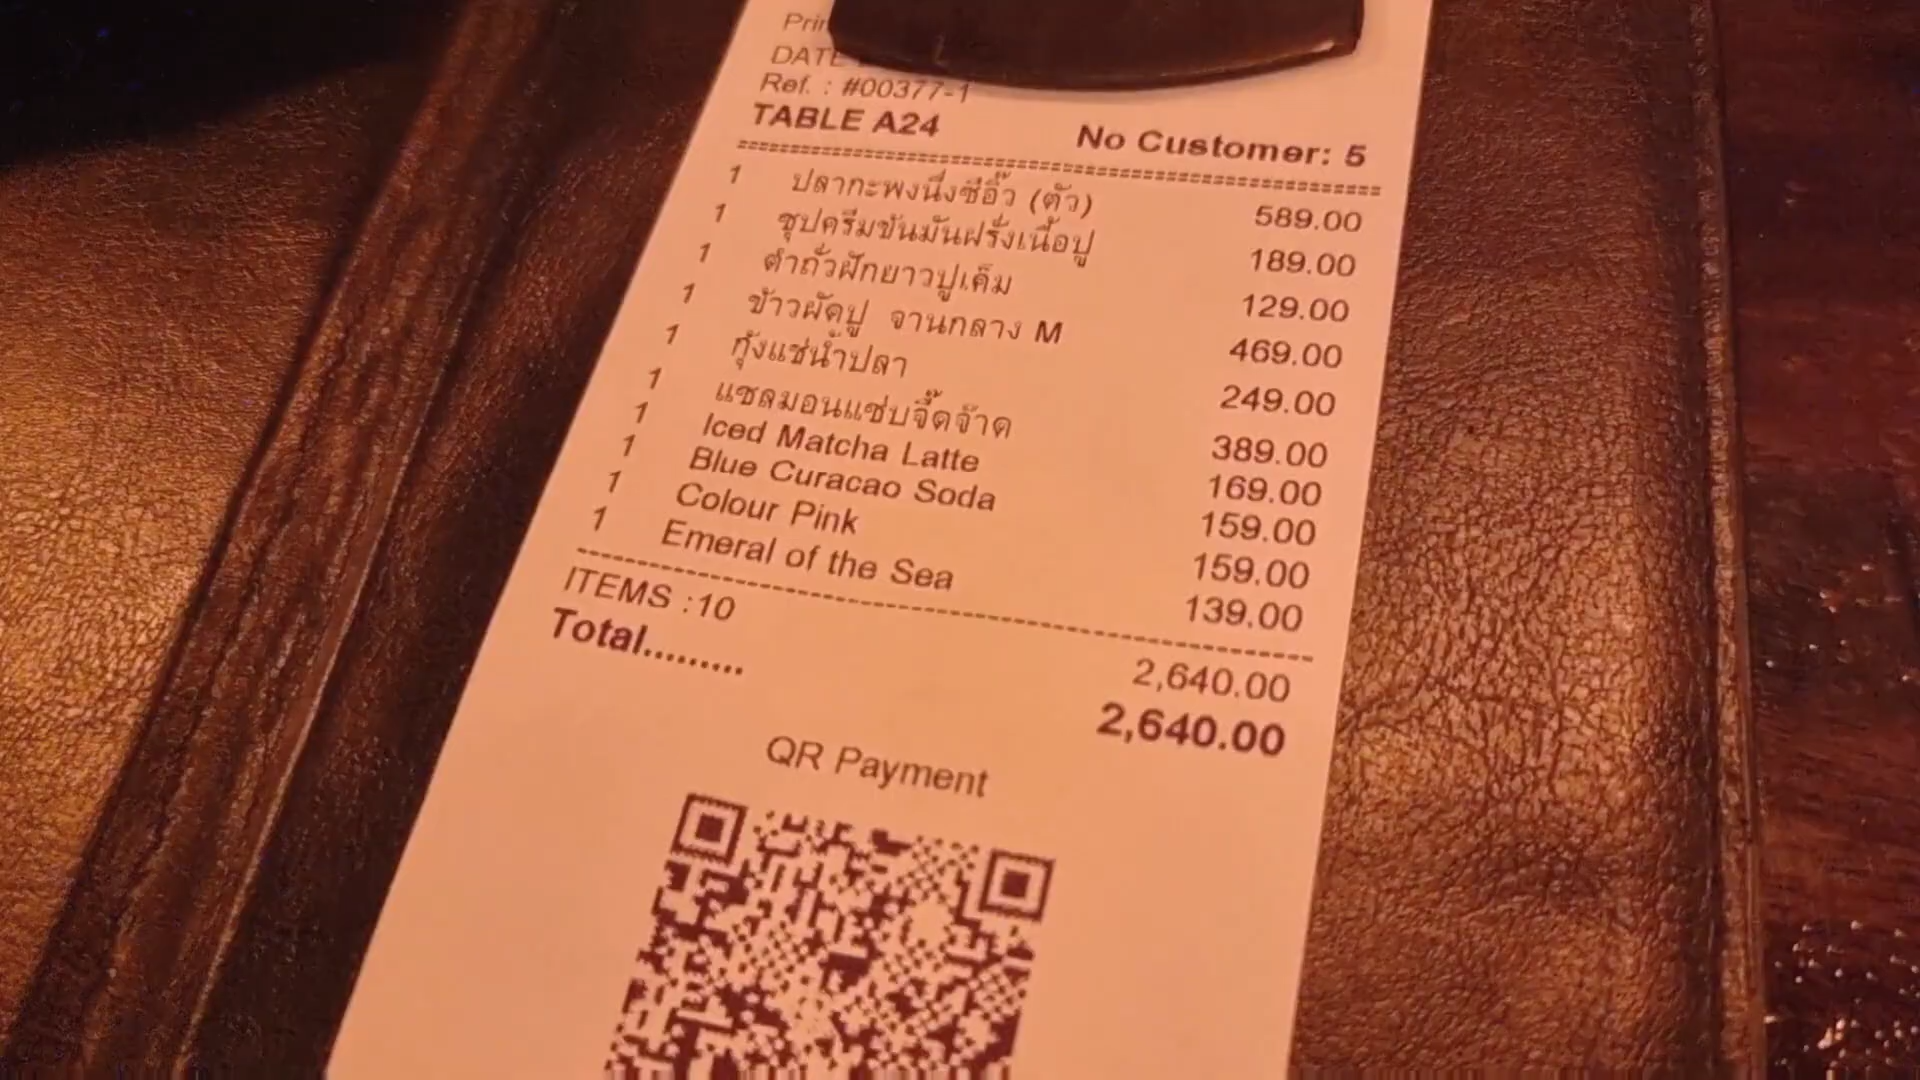 DATE
Ref. : #00377-1
TABLE A24 No Customer: 5
1 ปลากะพงนึ่งซีอิ๊ว (ตัว) 589.00
1 ซุปครีมข้นมันฝรั่งเนื้อปู 189.00
1 ตำถั่วฝักยาวปูเค็ม 129.00
1 ข้าวผัดปู จานกลาง M 469.00
1 กุ้งแช่น้ำปลา 249.00
1 แซลมอนแซ่บจี๊ดจ๊าด 389.00
1 Iced Matcha Latte 169.00
1 Blue Curacao Soda 159.00
1 Colour Pink 159.00
1 Emeral of the Sea 139.00
ITEMS :10 2,640.00
Total......... 2,640.00
QR Payment